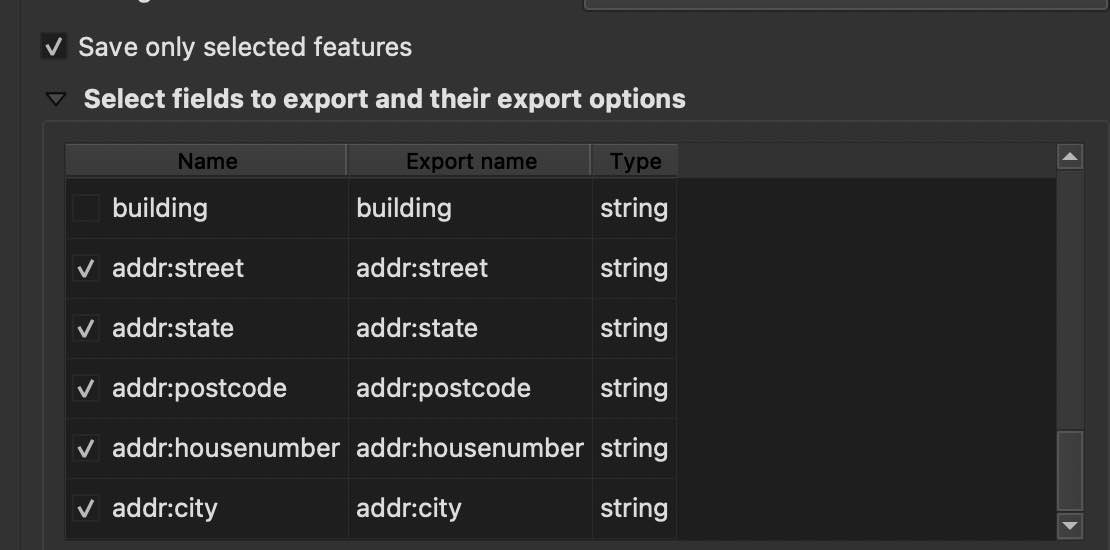 Save only selected features
Select fields to export and their export options
Name Export name Type
building building string
addr:street addr:street string
addr:state addr:state string
addr:postcode addr:postcode string
addr:housenumber addr:housenumber string
addr:city addr:city string